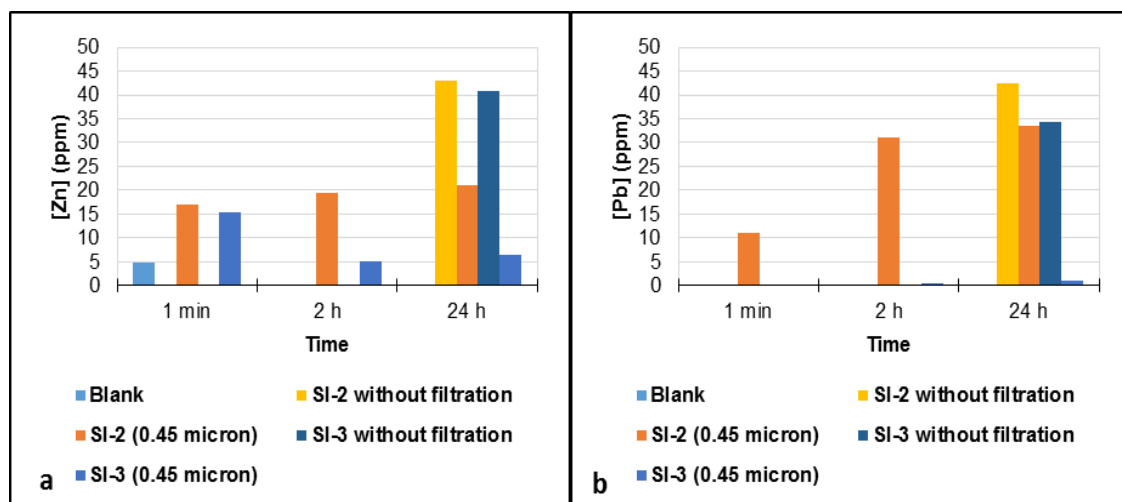 50
45
40
35
30
25
20
15
10
5
0
[Zn] (ppm)
1 min 2 h 24 h
Time
Blank SI-2 without filtration
SI-2 (0.45 micron) SI-3 without filtration
SI-3 (0.45 micron)
a
50
45
40
35
30
25
20
15
10
5
0
[Pb] (ppm)
1 min 2 h 24 h
Time
Blank SI-2 without filtration
SI-2 (0.45 micron) SI-3 without filtration
SI-3 (0.45 micron)
b